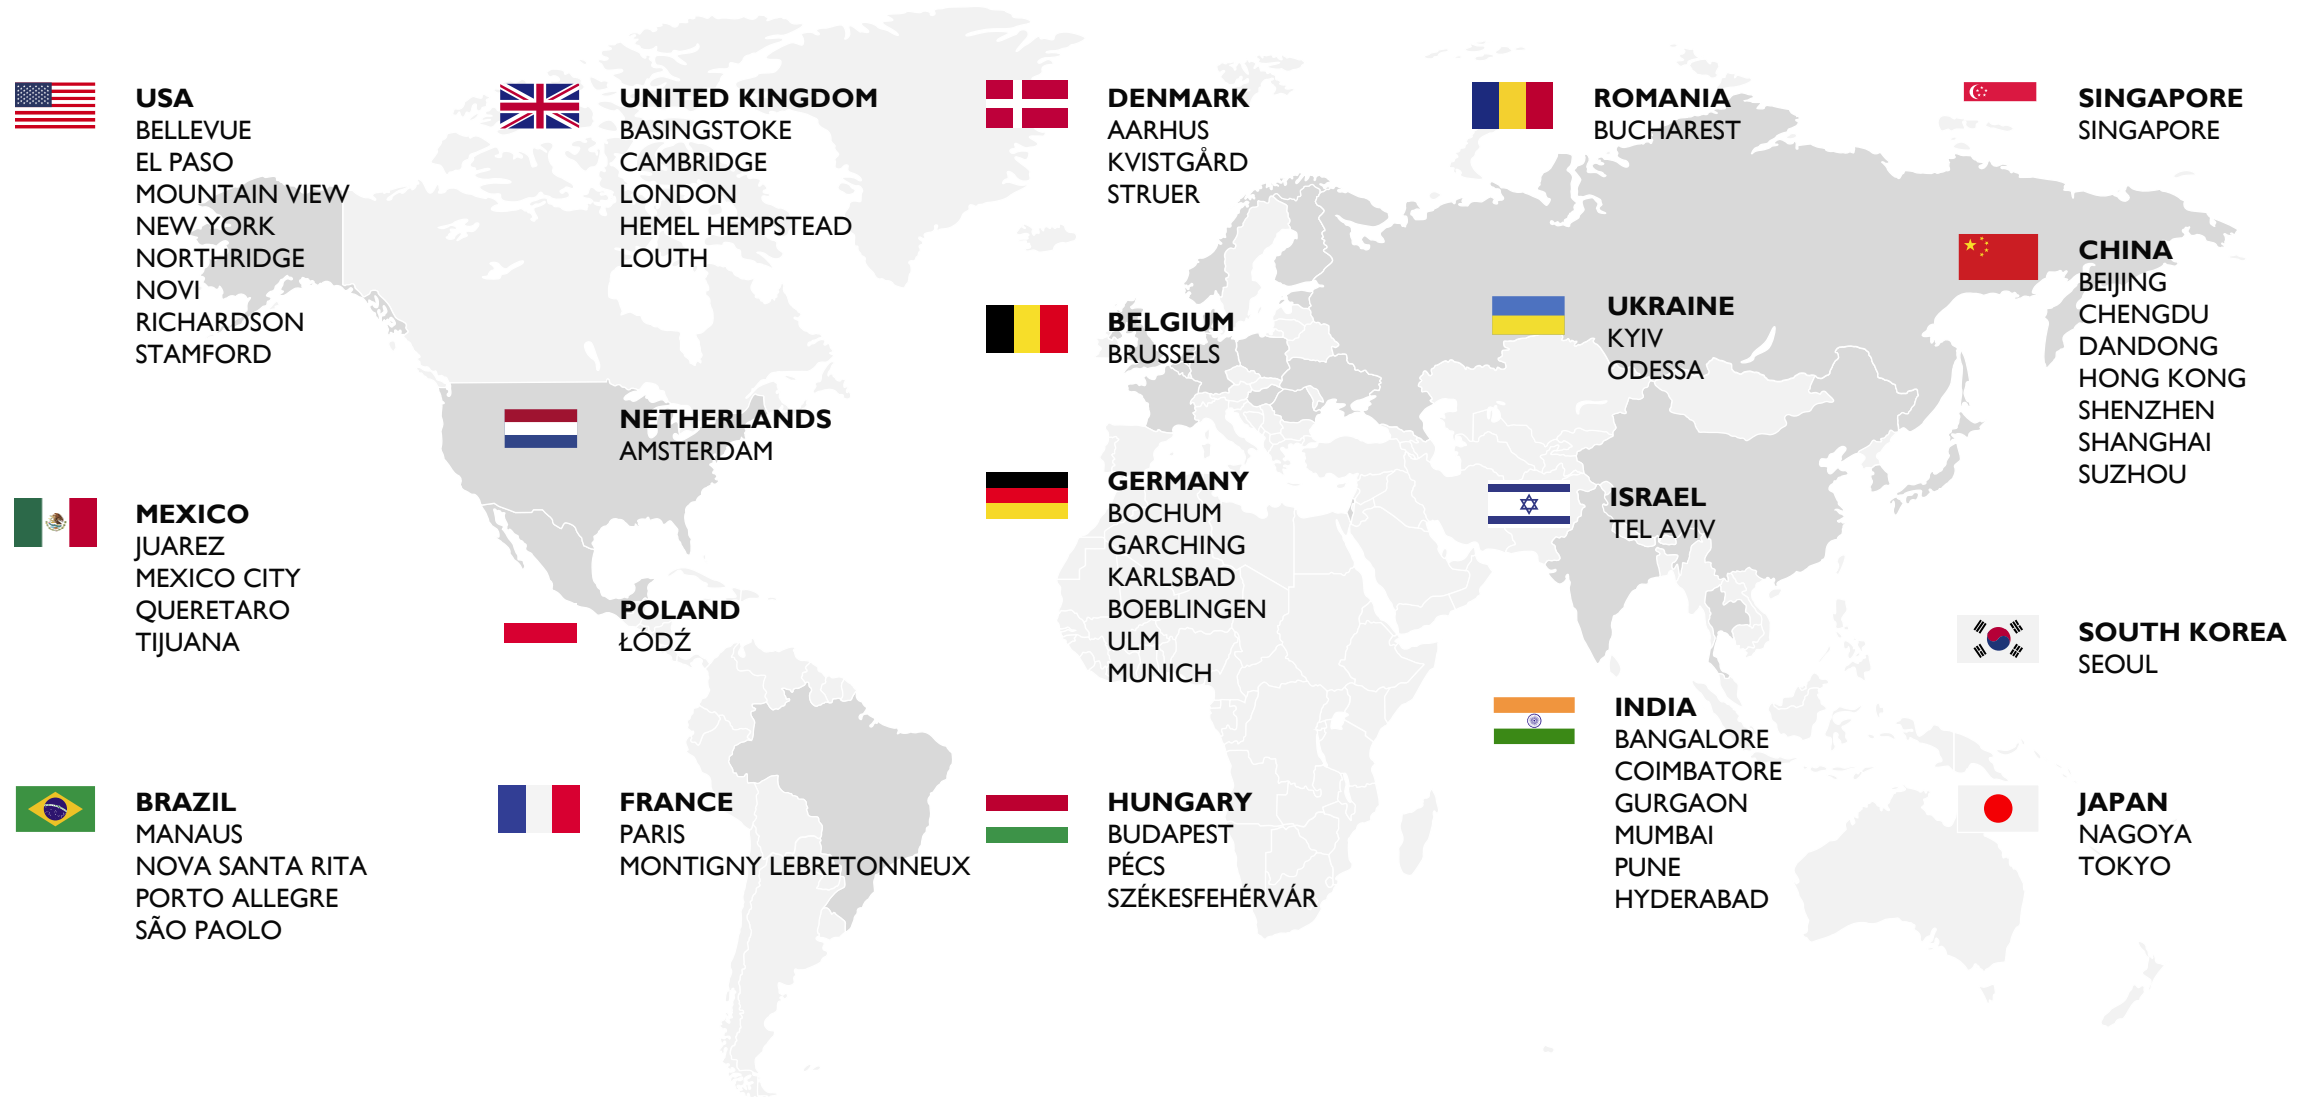 USA
BELLEVUE
EL PASO
MOUNTAIN VIEW
NEW YORK
NORTHRIDGE
NOVI
RICHARDSON
STAMFORD
MEXICO
JUAREZ
MEXICO CITY
QUERETARO
TIJUANA
BRAZIL
MANAUS
NOVA SANTA RITA
PORTO ALLEGRE
SÃO PAOLO
UNITED KINGDOM
BASINGSTOKE
CAMBRIDGE
LONDON
HEMEL HEMPSTEAD
LOUTH
NETHERLANDS
AMSTERDAM
POLAND
ŁÓDŹ
FRANCE
PARIS
MONTIGNY LEBRETONNEUX
DENMARK
AARHUS
KVISTGÅRD
STRUER
BELGIUM
BRUSSELS
GERMANY
BOCHUM
GARCHING
KARLSBAD
BOEBLINGEN
ULM
MUNICH
HUNGARY
BUDAPEST
PÉCS
SZÉKESFEHÉRVÁR
ROMANIA
BUCHAREST
UKRAINE
KYIV
ODESSA
ISRAEL
TEL AVIV
INDIA
BANGALORE
COIMBATORE
GURGAON
MUMBAI
PUNE
HYDERABAD
SINGAPORE
SINGAPORE
CHINA
BEIJING
CHENGDU
DANDONG
HONG KONG
SHENZHEN
SHANGHAI
SUZHOU
SOUTH KOREA
SEOUL
JAPAN
NAGOYA
TOKYO